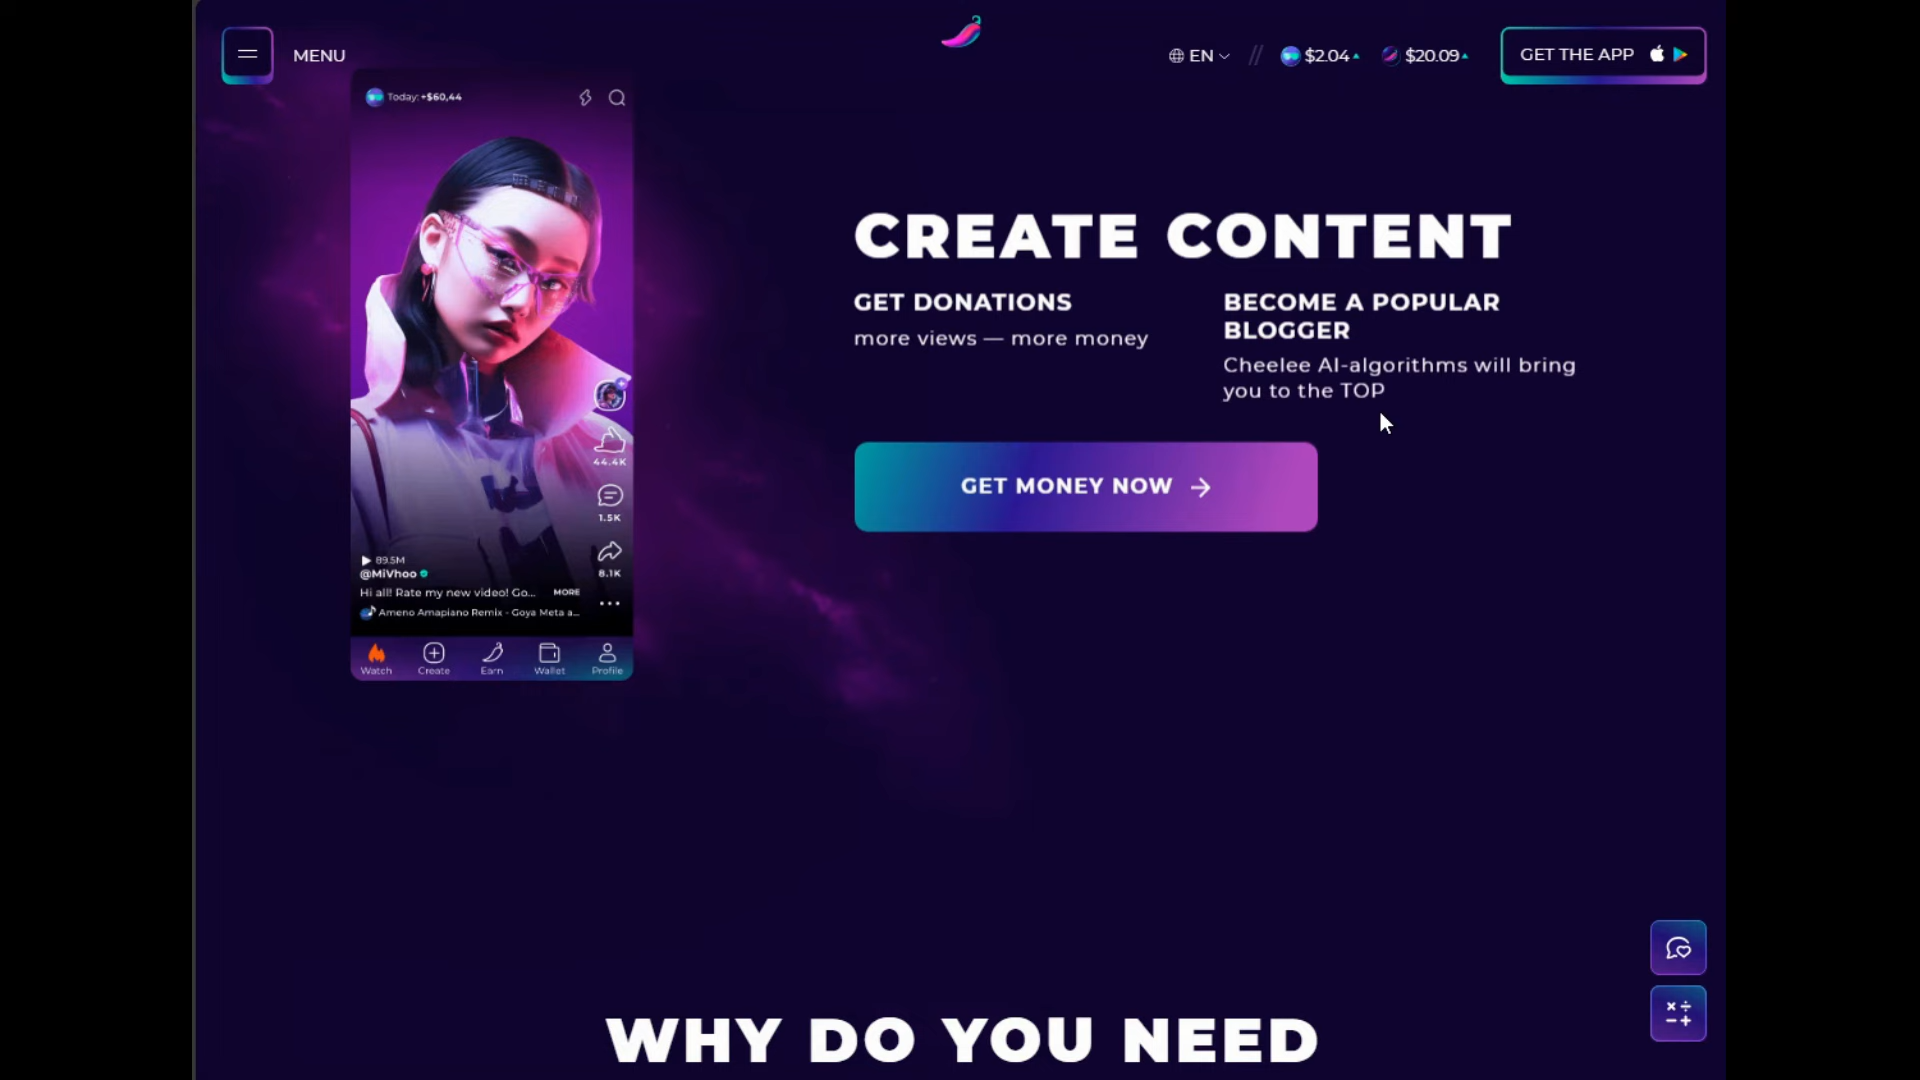 MENU
EN
//
$2.04
$20.09
GET THE APP
Today: +$60,44
CREATE CONTENT
GET DONATIONS
more views — more money
BECOME A POPULAR
BLOGGER
Cheelee AI-algorithms will bring
you to the TOP
GET MONEY NOW →
44.4K
1.5K
8.1K
89.5M
@MiVhoo
Hi all! Rate my new video! Go... MORE
Ameno Amapiano Remix - Goya Meta a...
Watch
Create
Earn
Wallet
Profile
WHY DO YOU NEED